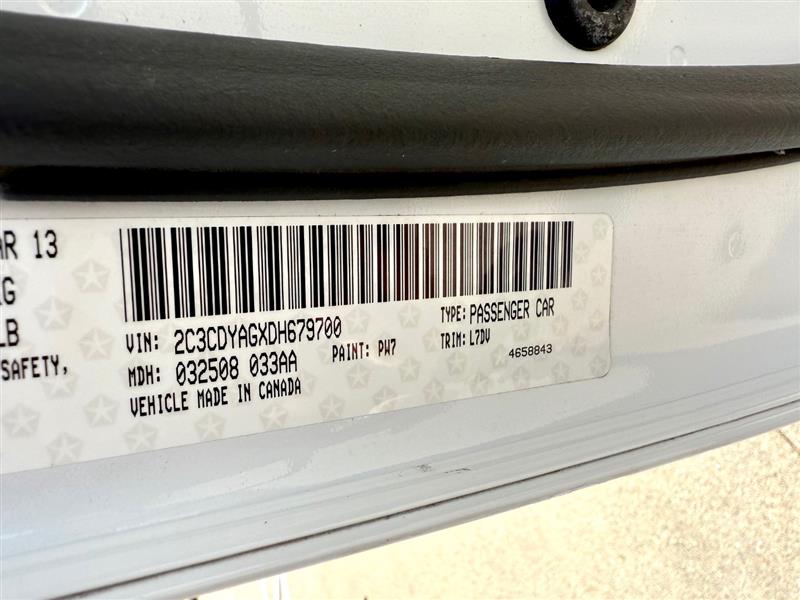 AR 13
KG
LB
SAFETY,
VIN: 2C3CDYAGXDH679700
TYPE: PASSENGER CAR
MDH: 032508 033AA
PAINT: PW7
TRIM: L7DV
VEHICLE MADE IN CANADA
4658843